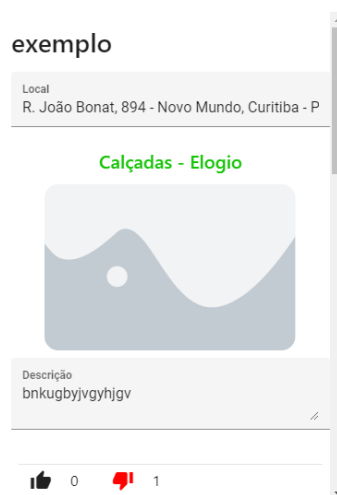 exemplo
Local
R. João Bonat, 894 - Novo Mundo, Curitiba - P
Calçadas - Elogio
Descrição
bnkugbyjvgyhjgv
0 1